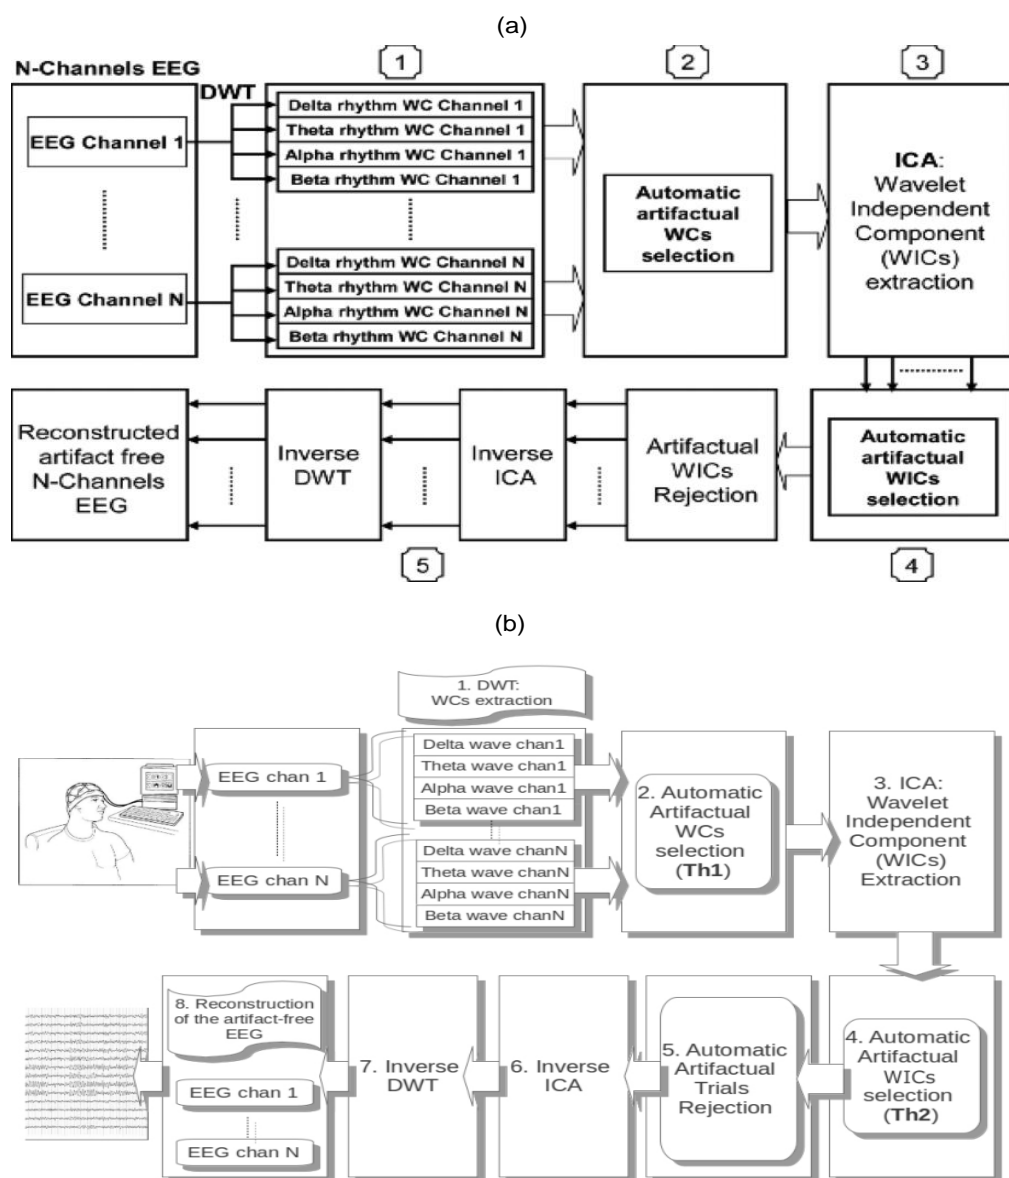 (a)
N-Channels EEG
DWT
1
2
3
EEG Channel 1
EEG Channel N
Delta rhythm WC Channel 1
Theta rhythm WC Channel 1
Alpha rhythm WC Channel 1
Beta rhythm WC Channel 1
Delta rhythm WC Channel N
Theta rhythm WC Channel N
Alpha rhythm WC Channel N
Beta rhythm WC Channel N
Automatic
artifactual
WCs
selection
ICA:
Wavelet
Independent
Component
(WICs)
extraction
Automatic
artifactual
WICs
selection
4
Artifactual
WICs
Rejection
Inverse
ICA
5
Inverse
DWT
Reconstructed
artifact free
N-Channels
EEG
(b)
1. DWT:
WCs extraction
EEG chan 1
EEG chan N
Delta wave chan1
Theta wave chan1
Alpha wave chan1
Beta wave chan1
Delta wave chanN
Theta wave chanN
Alpha wave chanN
Beta wave chanN
2. Automatic
Artifactual
WCs
selection
(Th1)
3. ICA:
Wavelet
Independent
Component
(WICs)
Extraction
4. Automatic
Artifactual
WICs
selection
(Th2)
5. Automatic
Artifactual
Trials
Rejection
6. Inverse
ICA
7. Inverse
DWT
8. Reconstruction
of the artifact-free
EEG
EEG chan 1
EEG chan N